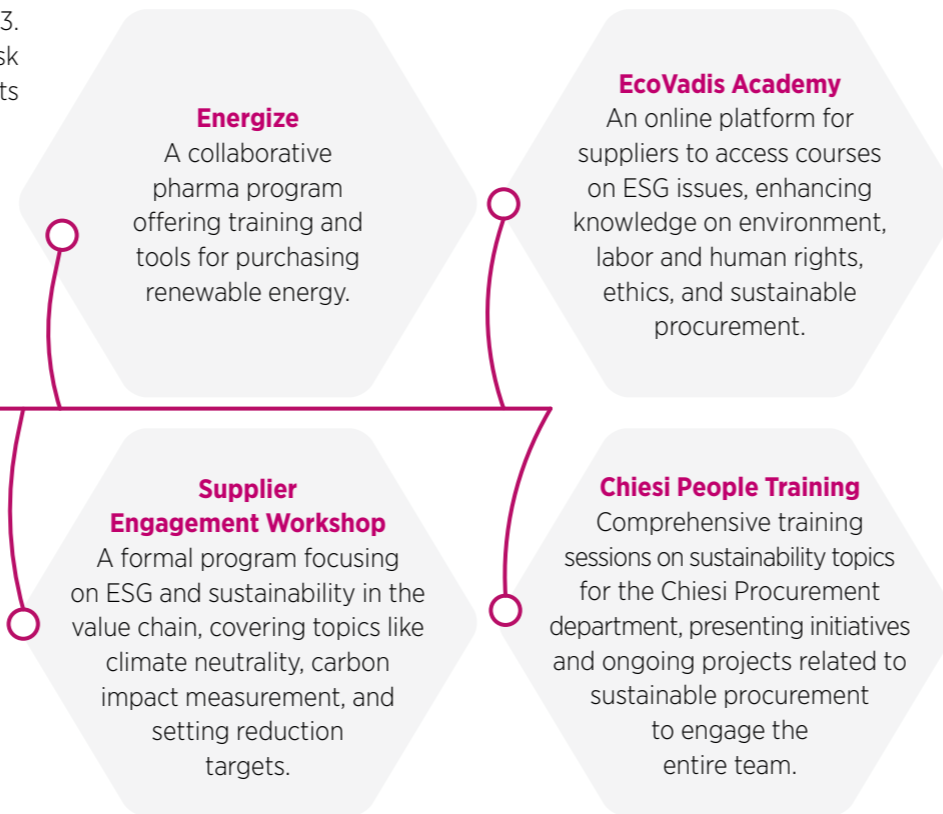 3.
sk
ts
Energize
A collaborative
pharma program
offering training and
tools for purchasing
renewable energy.
EcoVadis Academy
An online platform for
suppliers to access courses
on ESG issues, enhancing
knowledge on environment,
labor and human rights,
ethics, and sustainable
procurement.
Supplier
Engagement Workshop
A formal program focusing
on ESG and sustainability in the
value chain, covering topics like
climate neutrality, carbon
impact measurement, and
setting reduction
targets.
Chiesi People Training
Comprehensive training
sessions on sustainability topics
for the Chiesi Procurement
department, presenting initiatives
and ongoing projects related to
sustainable procurement
to engage the
entire team.